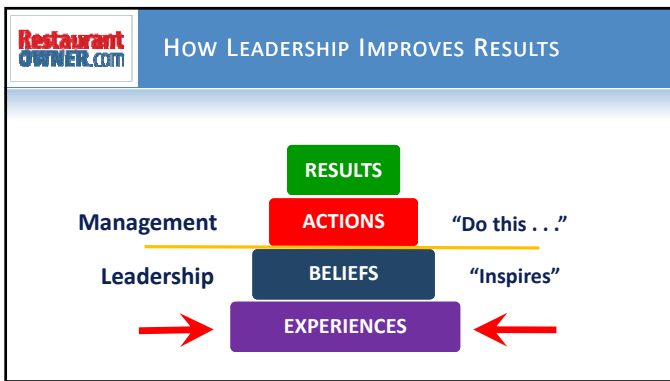 Restaurant
OWNER.com
HOW LEADERSHIP IMPROVES RESULTS
RESULTS
Management ACTIONS “Do this . . .”
Leadership BELIEFS “Inspires”
EXPERIENCES